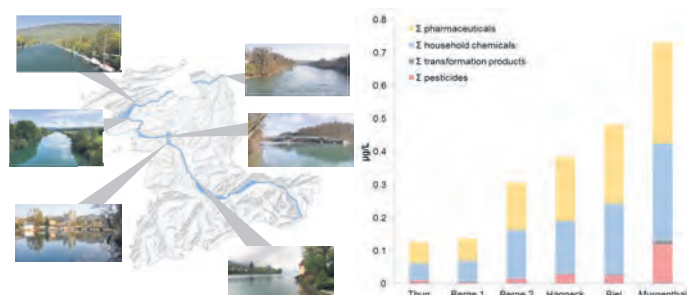 0.8
0.7
0.6
0.5
0.4
0.3
0.2
0.1
0
µg/L
Σ pharmaceuticals
Σ household chemicals
Σ transformation products
Σ pesticides
Thun Berne 1 Berne 2 Hagneck Biel Murgenthal